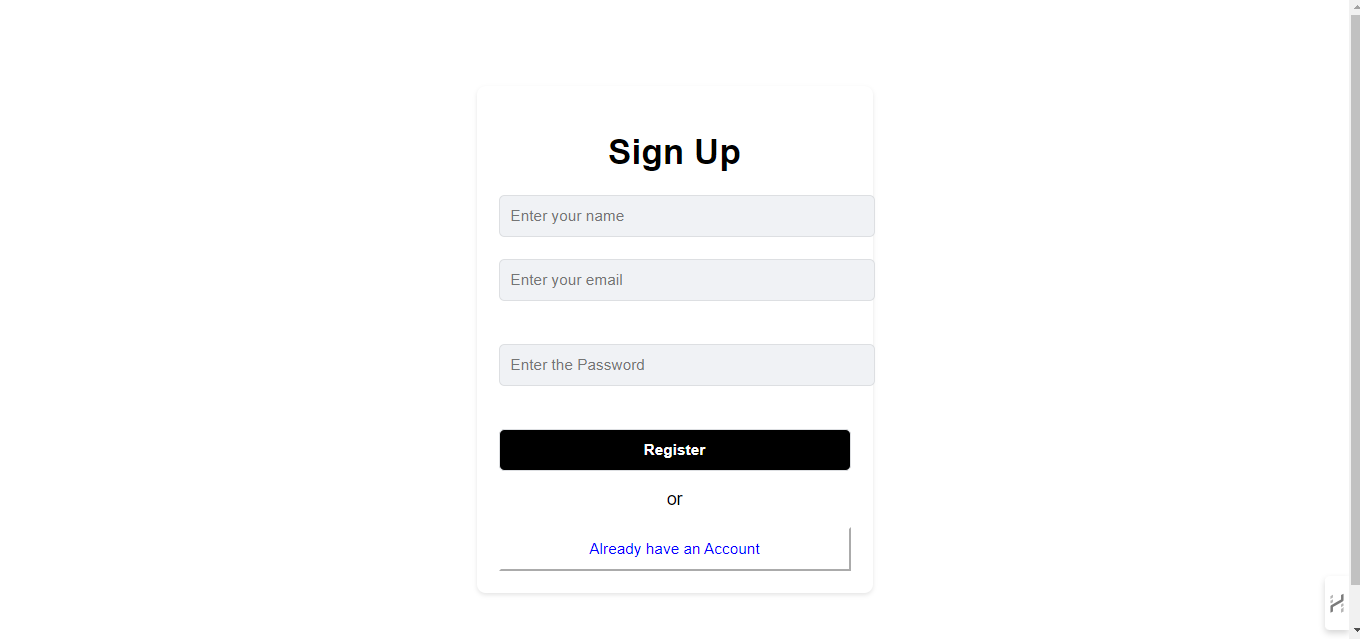 Sign Up
Enter your name
Enter your email
Enter the Password
Register
or
Already have an Account